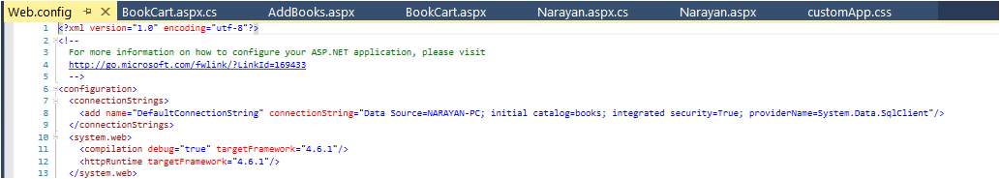 Web.config BookCart.aspx.cs AddBooks.aspx BookCart.aspx Narayan.aspx.cs Narayan.aspx customApp.css
1 <?xml version="1.0" encoding="utf-8"?>
2 <!--
3 For more information on how to configure your ASP.NET application, please visit
4 http://go.microsoft.com/fwlink/?LinkId=169433
5 -->
6 <configuration>
7 <connectionStrings>
8 <add name="DefaultConnectionString" connectionString="Data Source=NARAYAN-PC; initial catalog=books; integrated security=True; providerName=System.Data.SqlClient"/>
9 </connectionStrings>
10 <system.web>
11 <compilation debug="true" targetFramework="4.6.1"/>
12 <httpRuntime targetFramework="4.6.1"/>
13 </system.web>